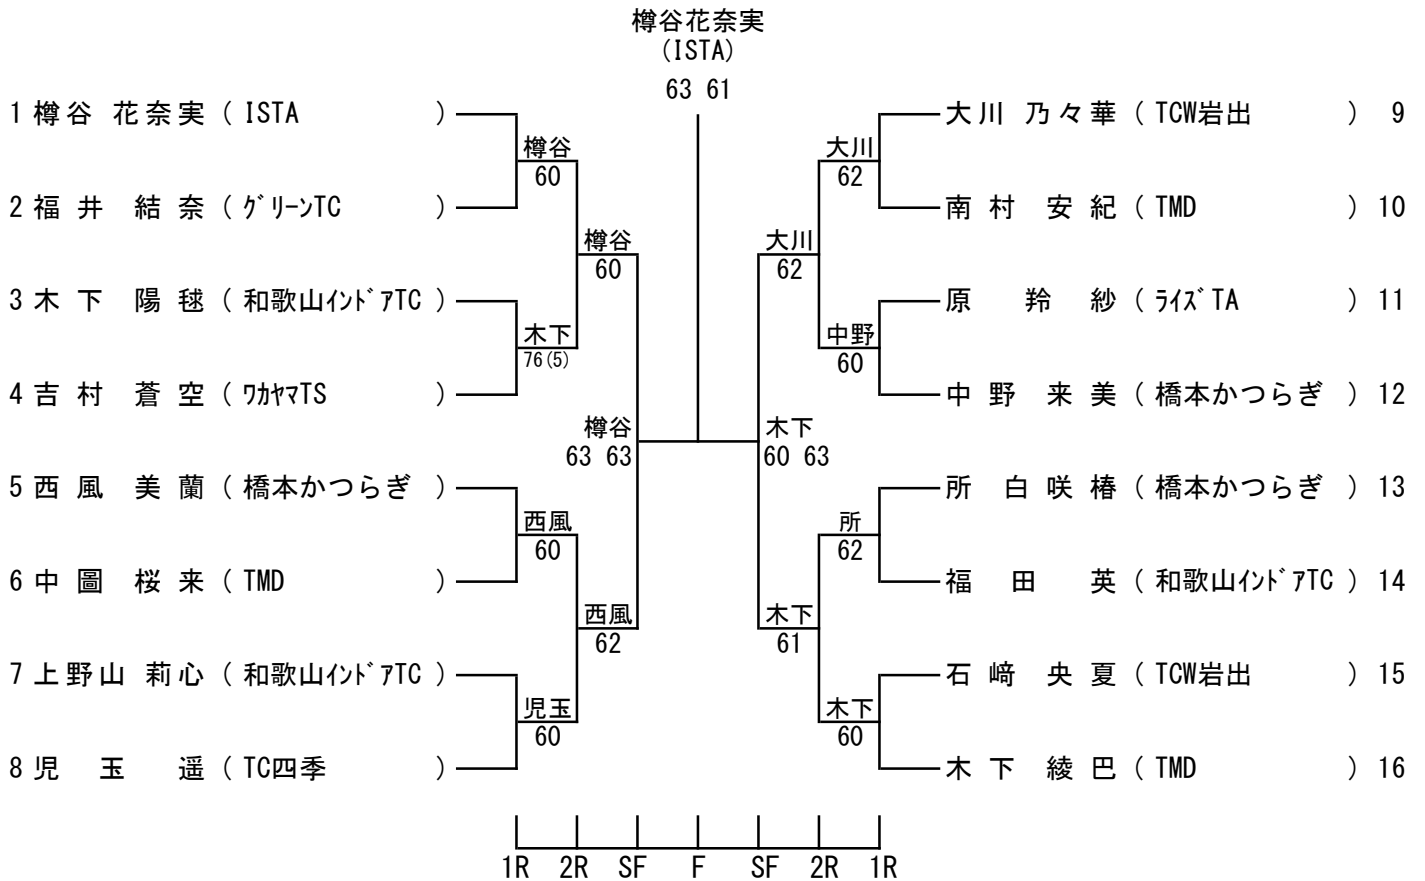 樽谷花奈実
(ISTA)
63 61
1 樽谷 花奈実 ( ISTA )
2 福井 結奈 ( グリーンTC )
3 木下 陽毬 ( 和歌山インドアTC )
4 吉村 蒼空 ( ワカヤマTS )
5 西風 美蘭 ( 橋本かつらぎ )
6 中圖 桜来 ( TMD )
7 上野山 莉心 ( 和歌山インドアTC )
8 児玉 遥 ( TC四季 )
樽谷
60
木下
76(5)
西風
60
児玉
60
樽谷
60
西風
62
樽谷
63 63
木下
60 63
大川
62
木下
61
大川
62
中野
60
所
62
木下
60
大川 乃々華 ( TCW岩出 ) 9
南村 安紀 ( TMD ) 10
原 羚紗 ( ライズTA ) 11
中野 来美 ( 橋本かつらぎ ) 12
所 白咲椿 ( 橋本かつらぎ ) 13
福田 英 ( 和歌山インドアTC ) 14
石﨑 央夏 ( TCW岩出 ) 15
木下 綾巴 ( TMD ) 16
1R 2R SF F SF 2R 1R